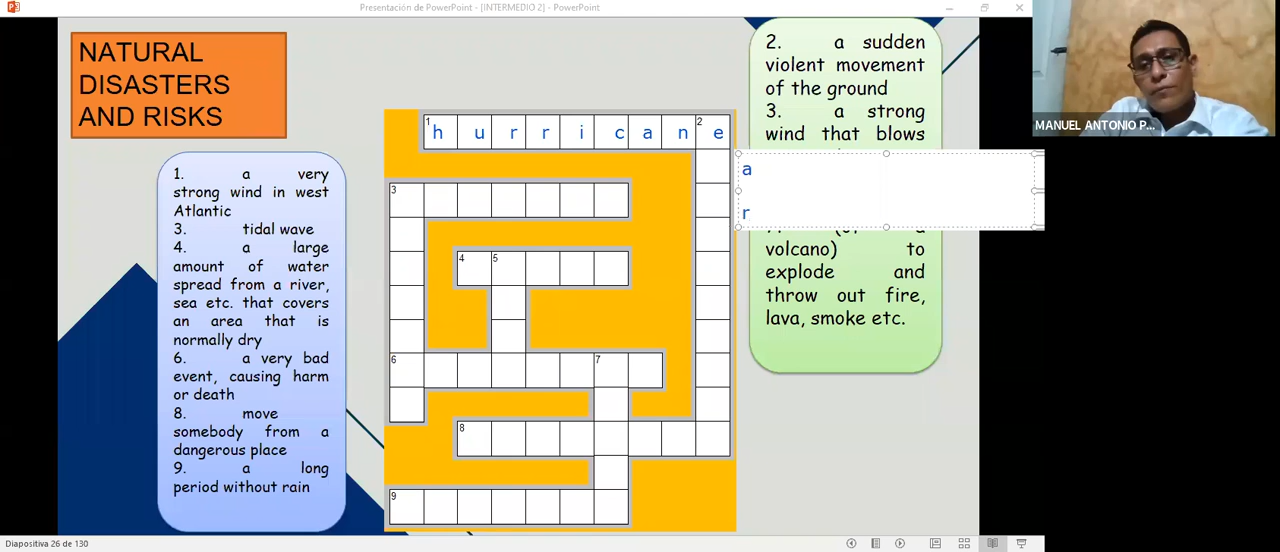 Presentación de PowerPoint - [INTERMEDIO 2] - PowerPoint
NATURAL
DISASTERS
AND RISKS
1. a very
strong wind in west
Atlantic
3. tidal wave
4. a large
amount of water
spread from a river,
sea etc. that covers
an area that is
normally dry
6. a very bad
event, causing harm
or death
8. move
somebody from a
dangerous place
9. a long
period without rain
1 h u r r i c a n 2 e
3
4 5
6 7
8
9
2. a sudden
violent movement
of the ground
3. a strong
wind that blows
a
r
volcano) to
explode and
throw out fire,
lava, smoke etc.
MANUEL ANTONIO P...
Diapositiva 26 de 130